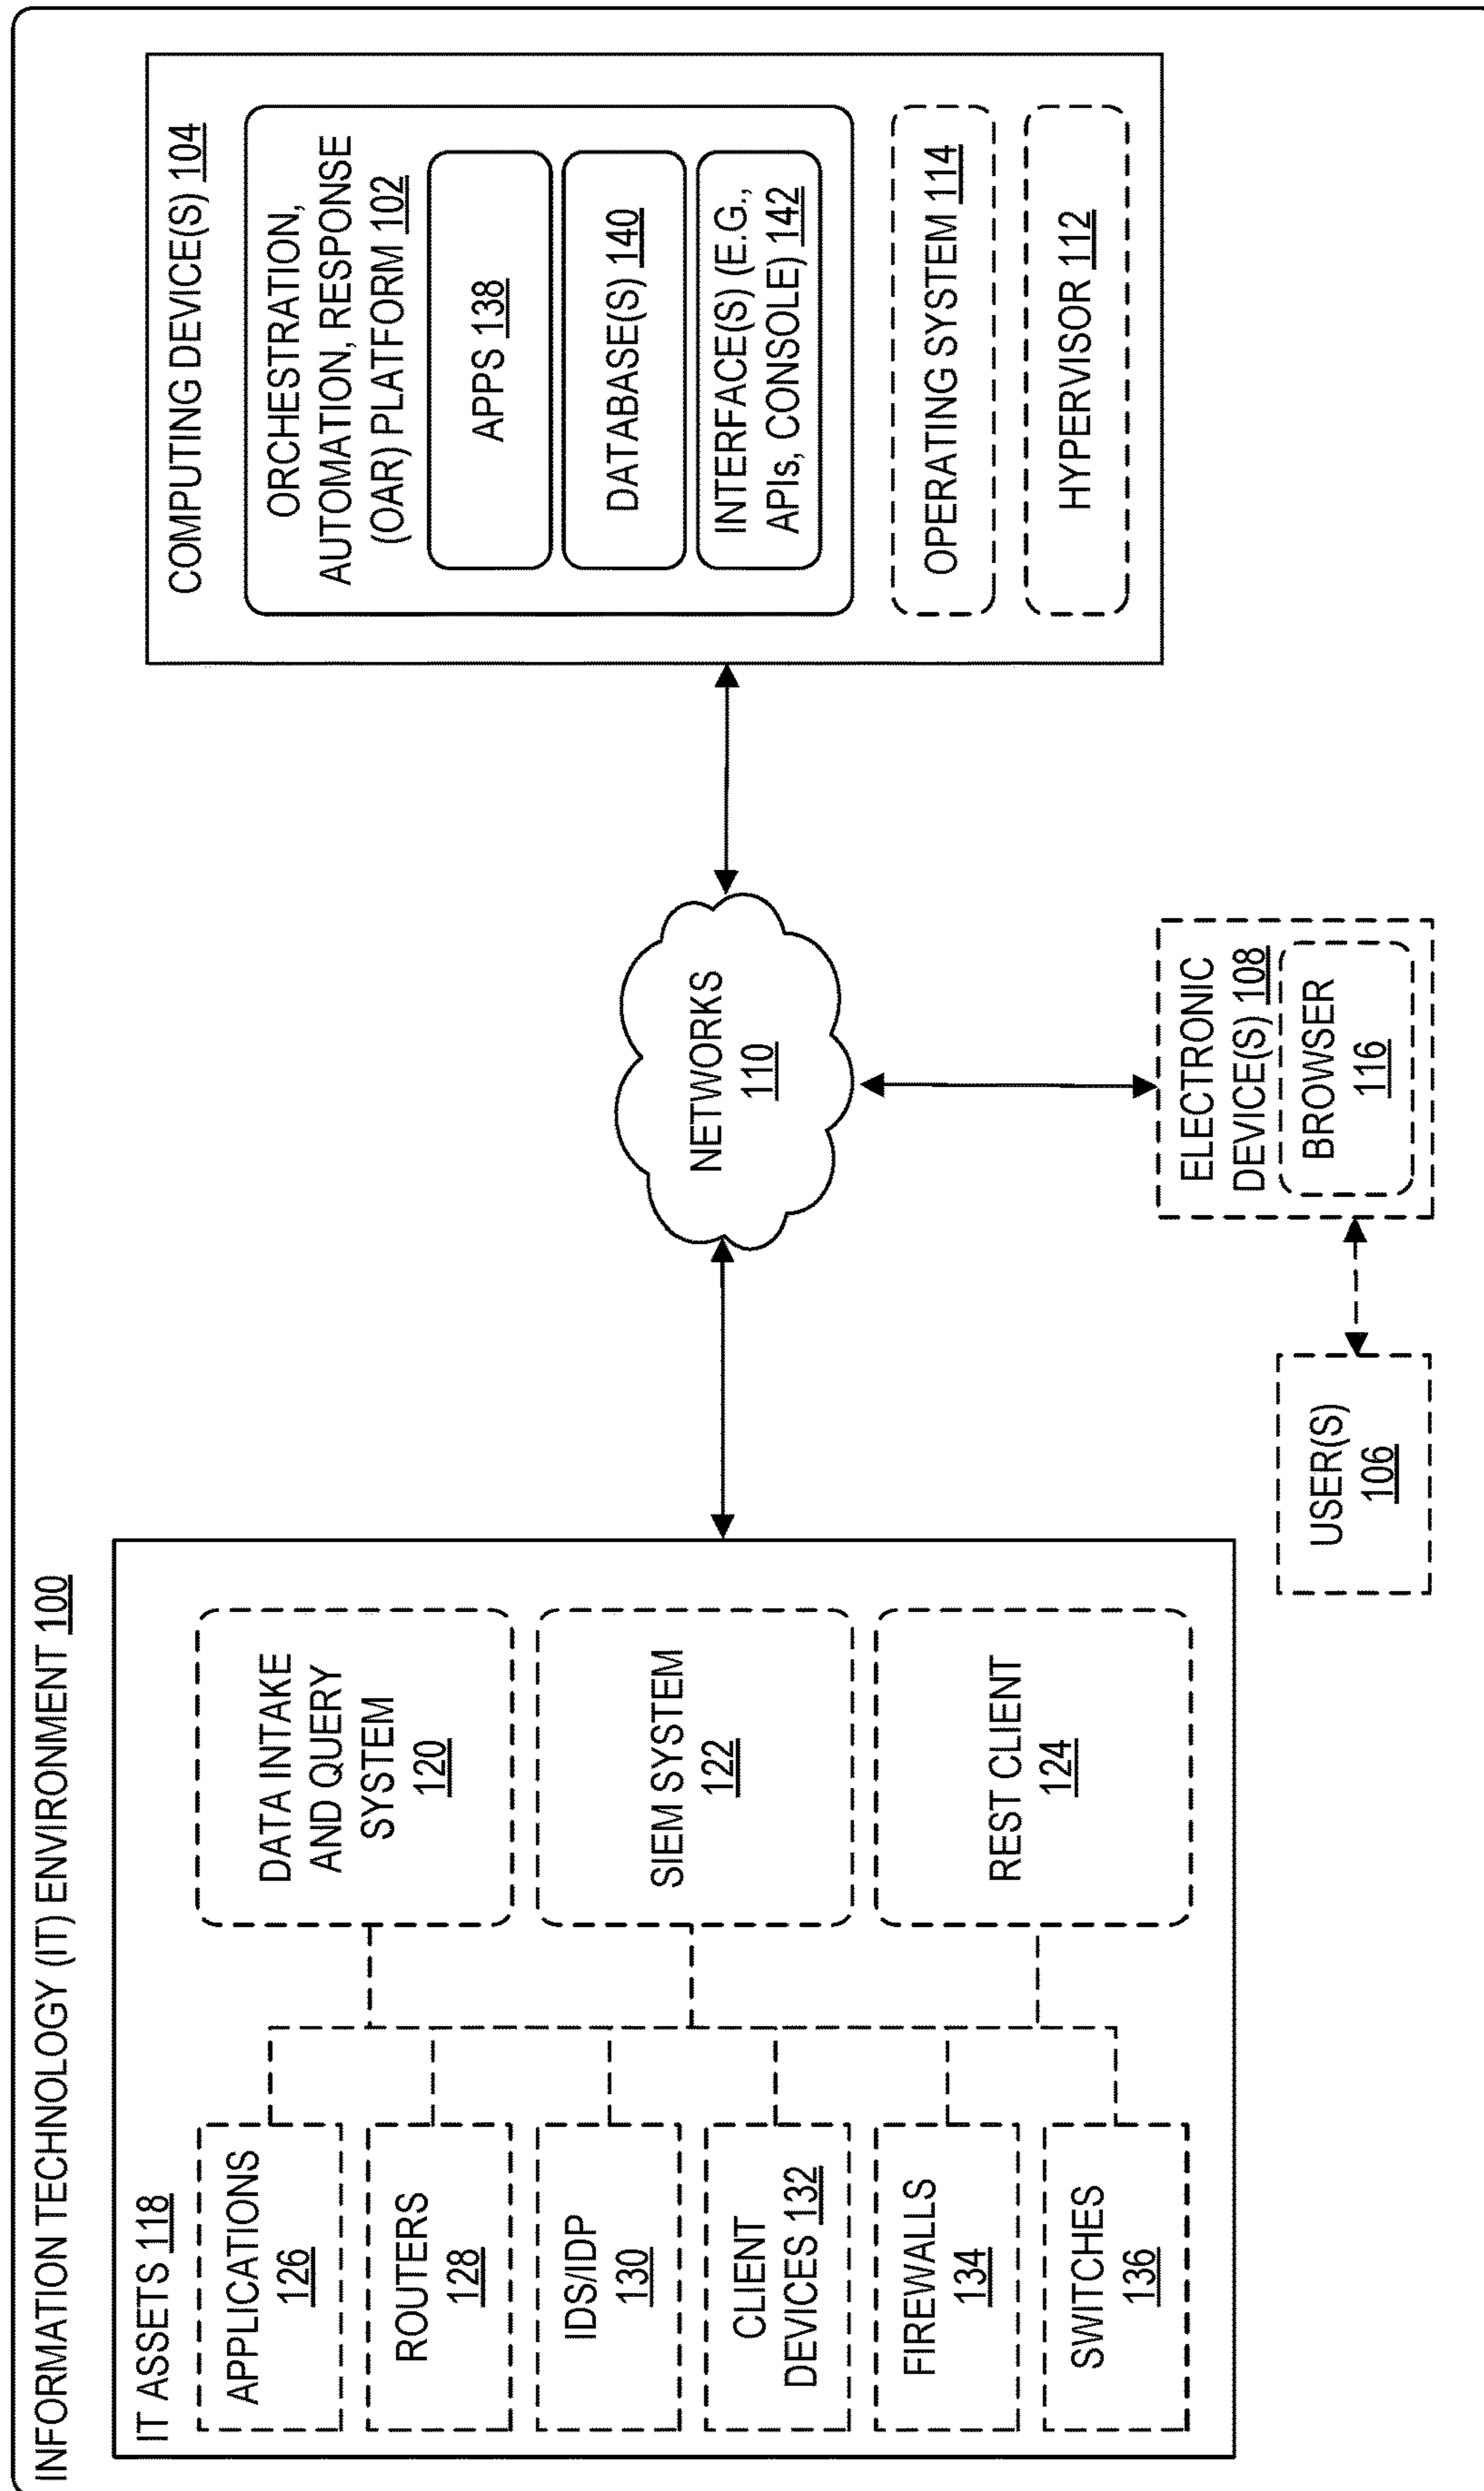 INFORMATION TECHNOLOGY (IT) ENVIRONMENT 100
IT ASSETS 118
APPLICATIONS
126
ROUTERS
128
IDS/IDP
130
CLIENT
DEVICES 132
FIREWALLS
134
SWITCHES
136
DATA INTAKE
AND QUERY
SYSTEM
120
SIEM SYSTEM
122
REST CLIENT
124
NETWORKS
110
USER(S)
106
ELECTRONIC
DEVICE(S) 108
BROWSER
116
COMPUTING DEVICE(S) 104
ORCHESTRATION,
AUTOMATION, RESPONSE
(OAR) PLATFORM 102
APPS 138
DATABASE(S) 140
INTERFACE(S) (E.G.,
APIs, CONSOLE) 142
OPERATING SYSTEM 114
HYPERVISOR 112